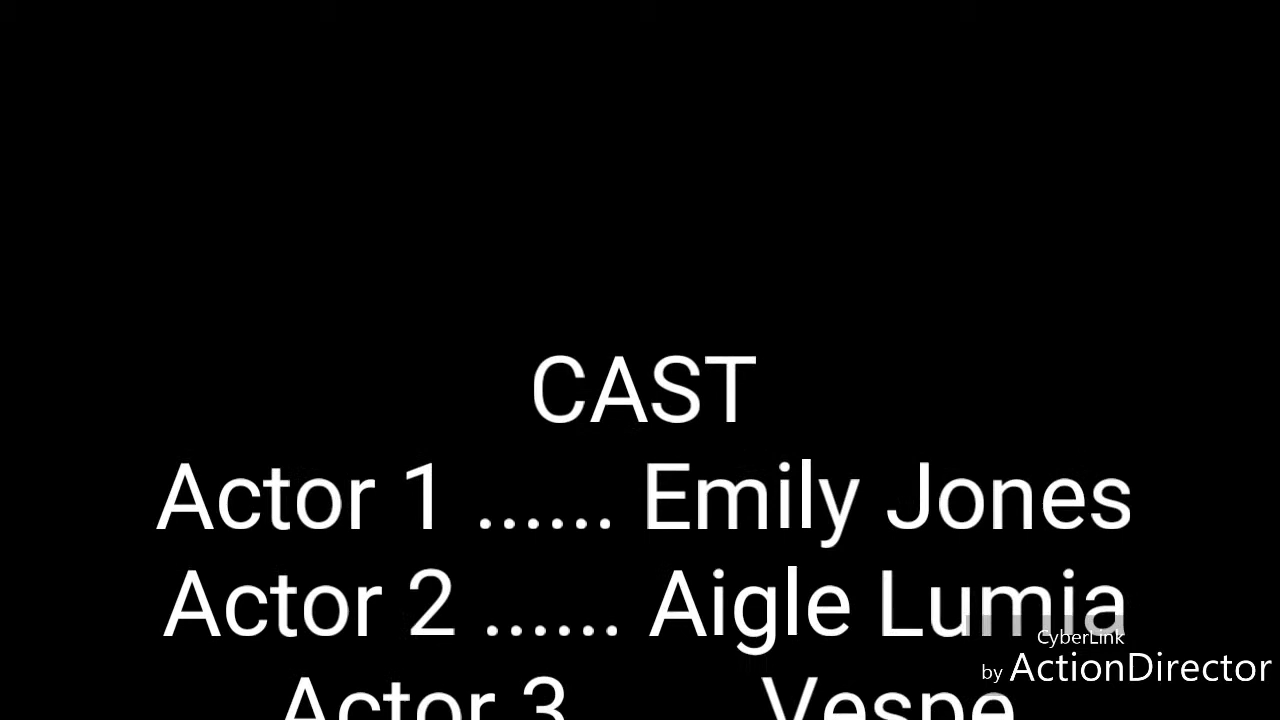 CAST
Actor 1 ...... Emily Jones
Actor 2 ...... Aigle Lumia
CyberLink
by ActionDirector
Actor 3 Vespe